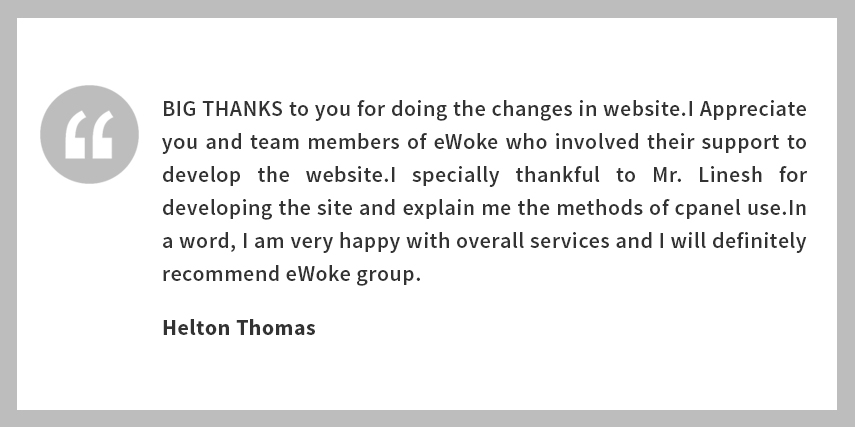 BIG THANKS to you for doing the changes in website.I Appreciate
you and team members of eWoke who involved their support to
develop the website.I specially thankful to Mr. Linesh for
developing the site and explain me the methods of cpanel use.In
a word, I am very happy with overall services and I will definitely
recommend eWoke group.
Helton Thomas